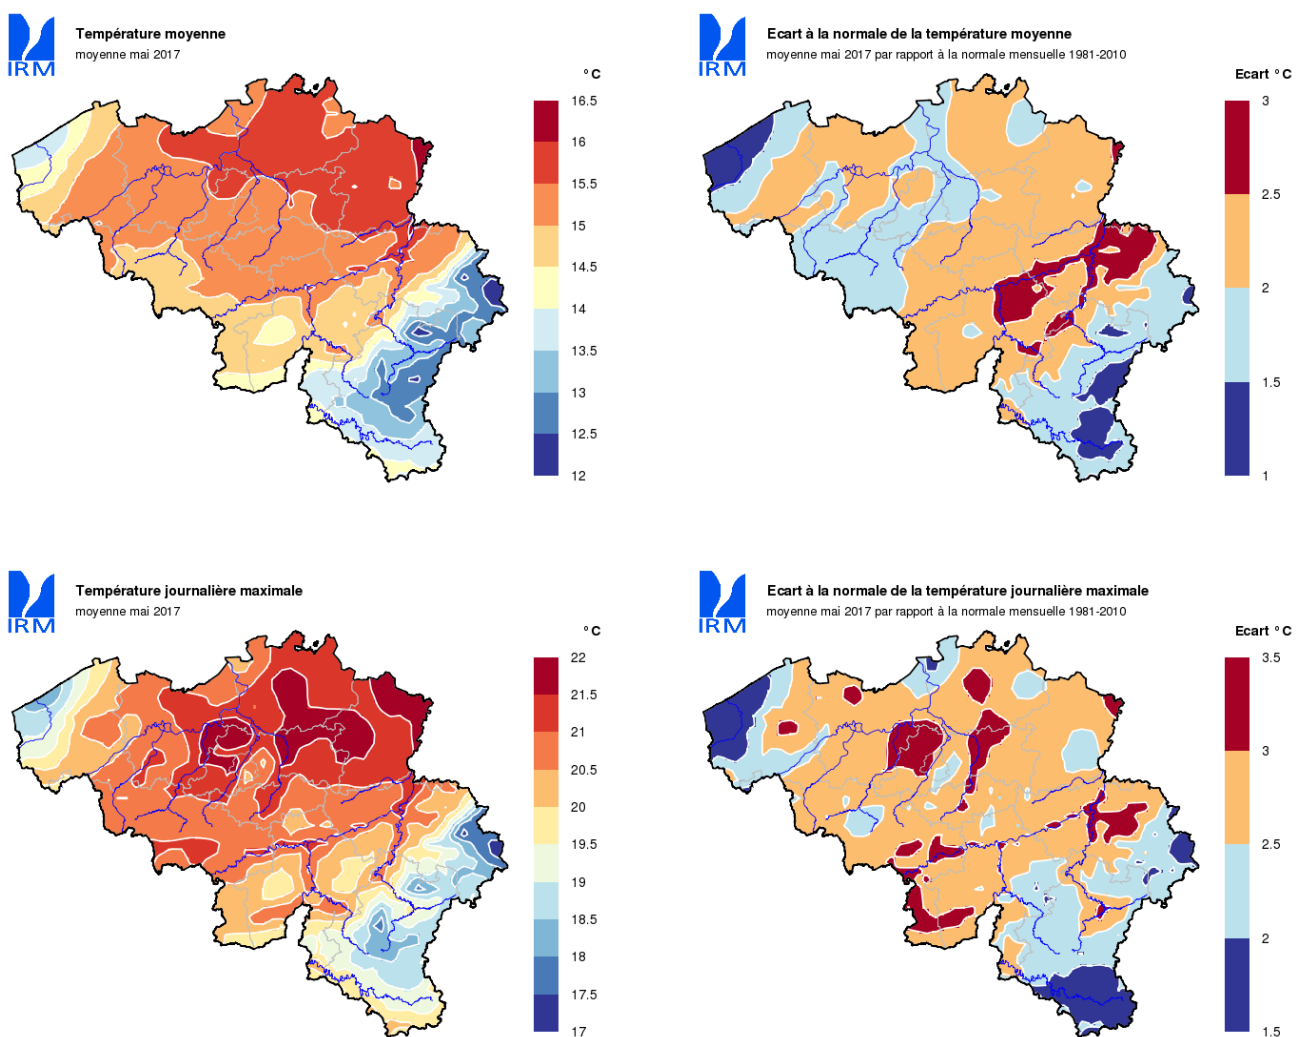 IRM
Température moyenne
moyenne mai 2017
°C
16.5
16
15.5
15
14.5
14
13.5
13
12.5
12
IRM
Ecart à la normale de la température moyenne
moyenne mai 2017 par rapport à la normale mensuelle 1981-2010
Ecart °C
3
2.5
2
1.5
1
IRM
Température journalière maximale
moyenne mai 2017
°C
22
21.5
21
20.5
20
19.5
19
18.5
18
17.5
17
IRM
Ecart à la normale de la température journalière maximale
moyenne mai 2017 par rapport à la normale mensuelle 1981-2010
Ecart °C
3.5
3
2.5
2
1.5